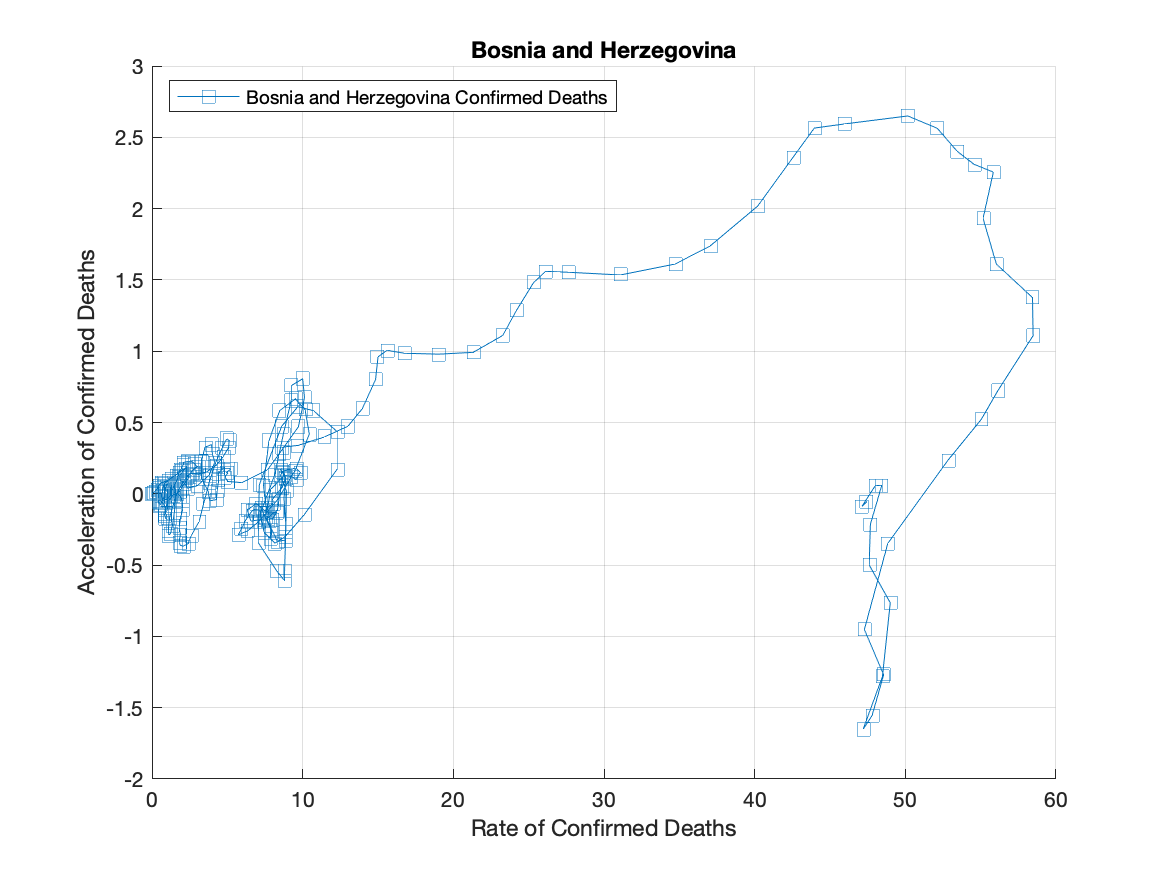 Bosnia and Herzegovina
3
Bosnia and Herzegovina Confirmed Deaths
2.5
2
1.5
1
0.5
0
-0.5
-1
-1.5
-2
Acceleration of Confirmed Deaths
0 10 20 30 40 50 60
Rate of Confirmed Deaths